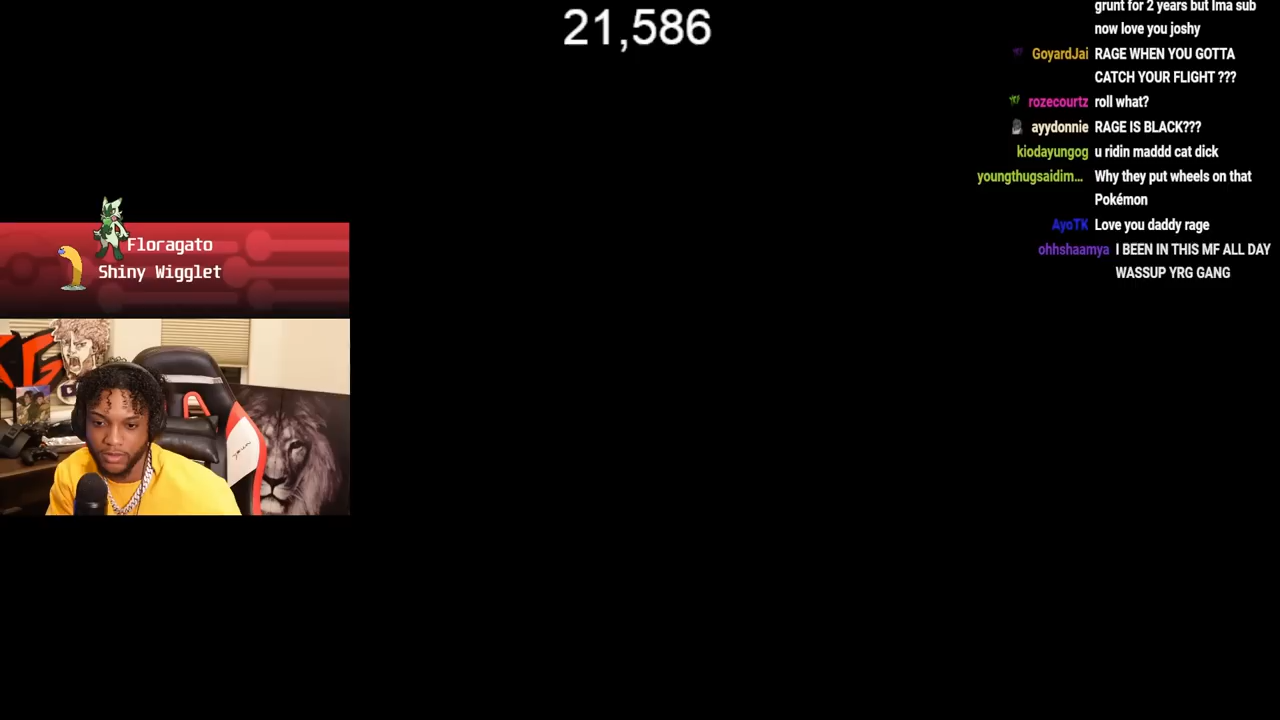 21,586
grunt for 2 years but Ima sub
now love you joshy
GoyardJai RAGE WHEN YOU GOTTA
CATCH YOUR FLIGHT ???
rozecourtz roll what?
ayydonnie RAGE IS BLACK???
kiodayungog u ridin maddd cat dick
youngthugsaidim... Why they put wheels on that
Pokémon
AyoTK Love you daddy rage
ohhshaamya I BEEN IN THIS MF ALL DAY
WASSUP YRG GANG
Floragato
Shiny Wigglet